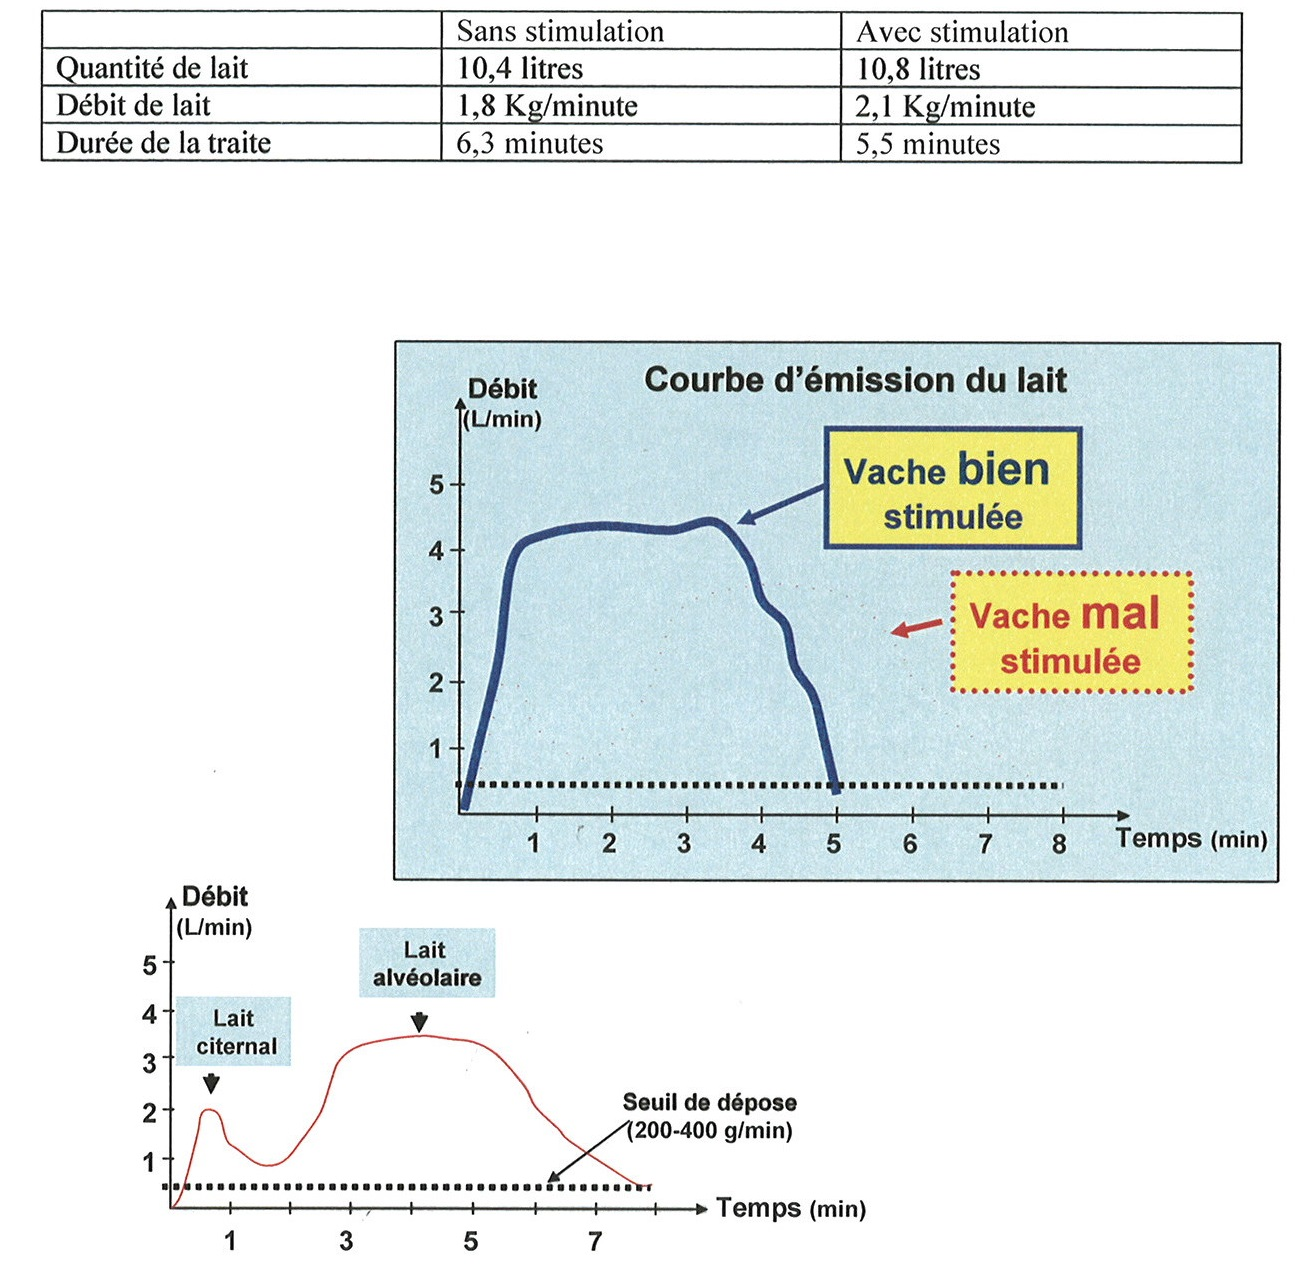 Sans stimulation Avec stimulation
Quantité de lait 10,4 litres 10,8 litres
Débit de lait 1,8 Kg/minute 2,1 Kg/minute
Durée de la traite 6,3 minutes 5,5 minutes
Courbe d'émission du lait
Débit
(L/min)
Vache bien
stimulée
Vache mal
stimulée
5
4
3
2
1
1 2 3 4 5 6 7 8 Temps (min)
Débit
(L/min)
Lait
alvéolaire
Lait
citernal
Seuil de dépose
(200-400 g/min)
5
4
3
2
1
Temps (min)
1 3 5 7